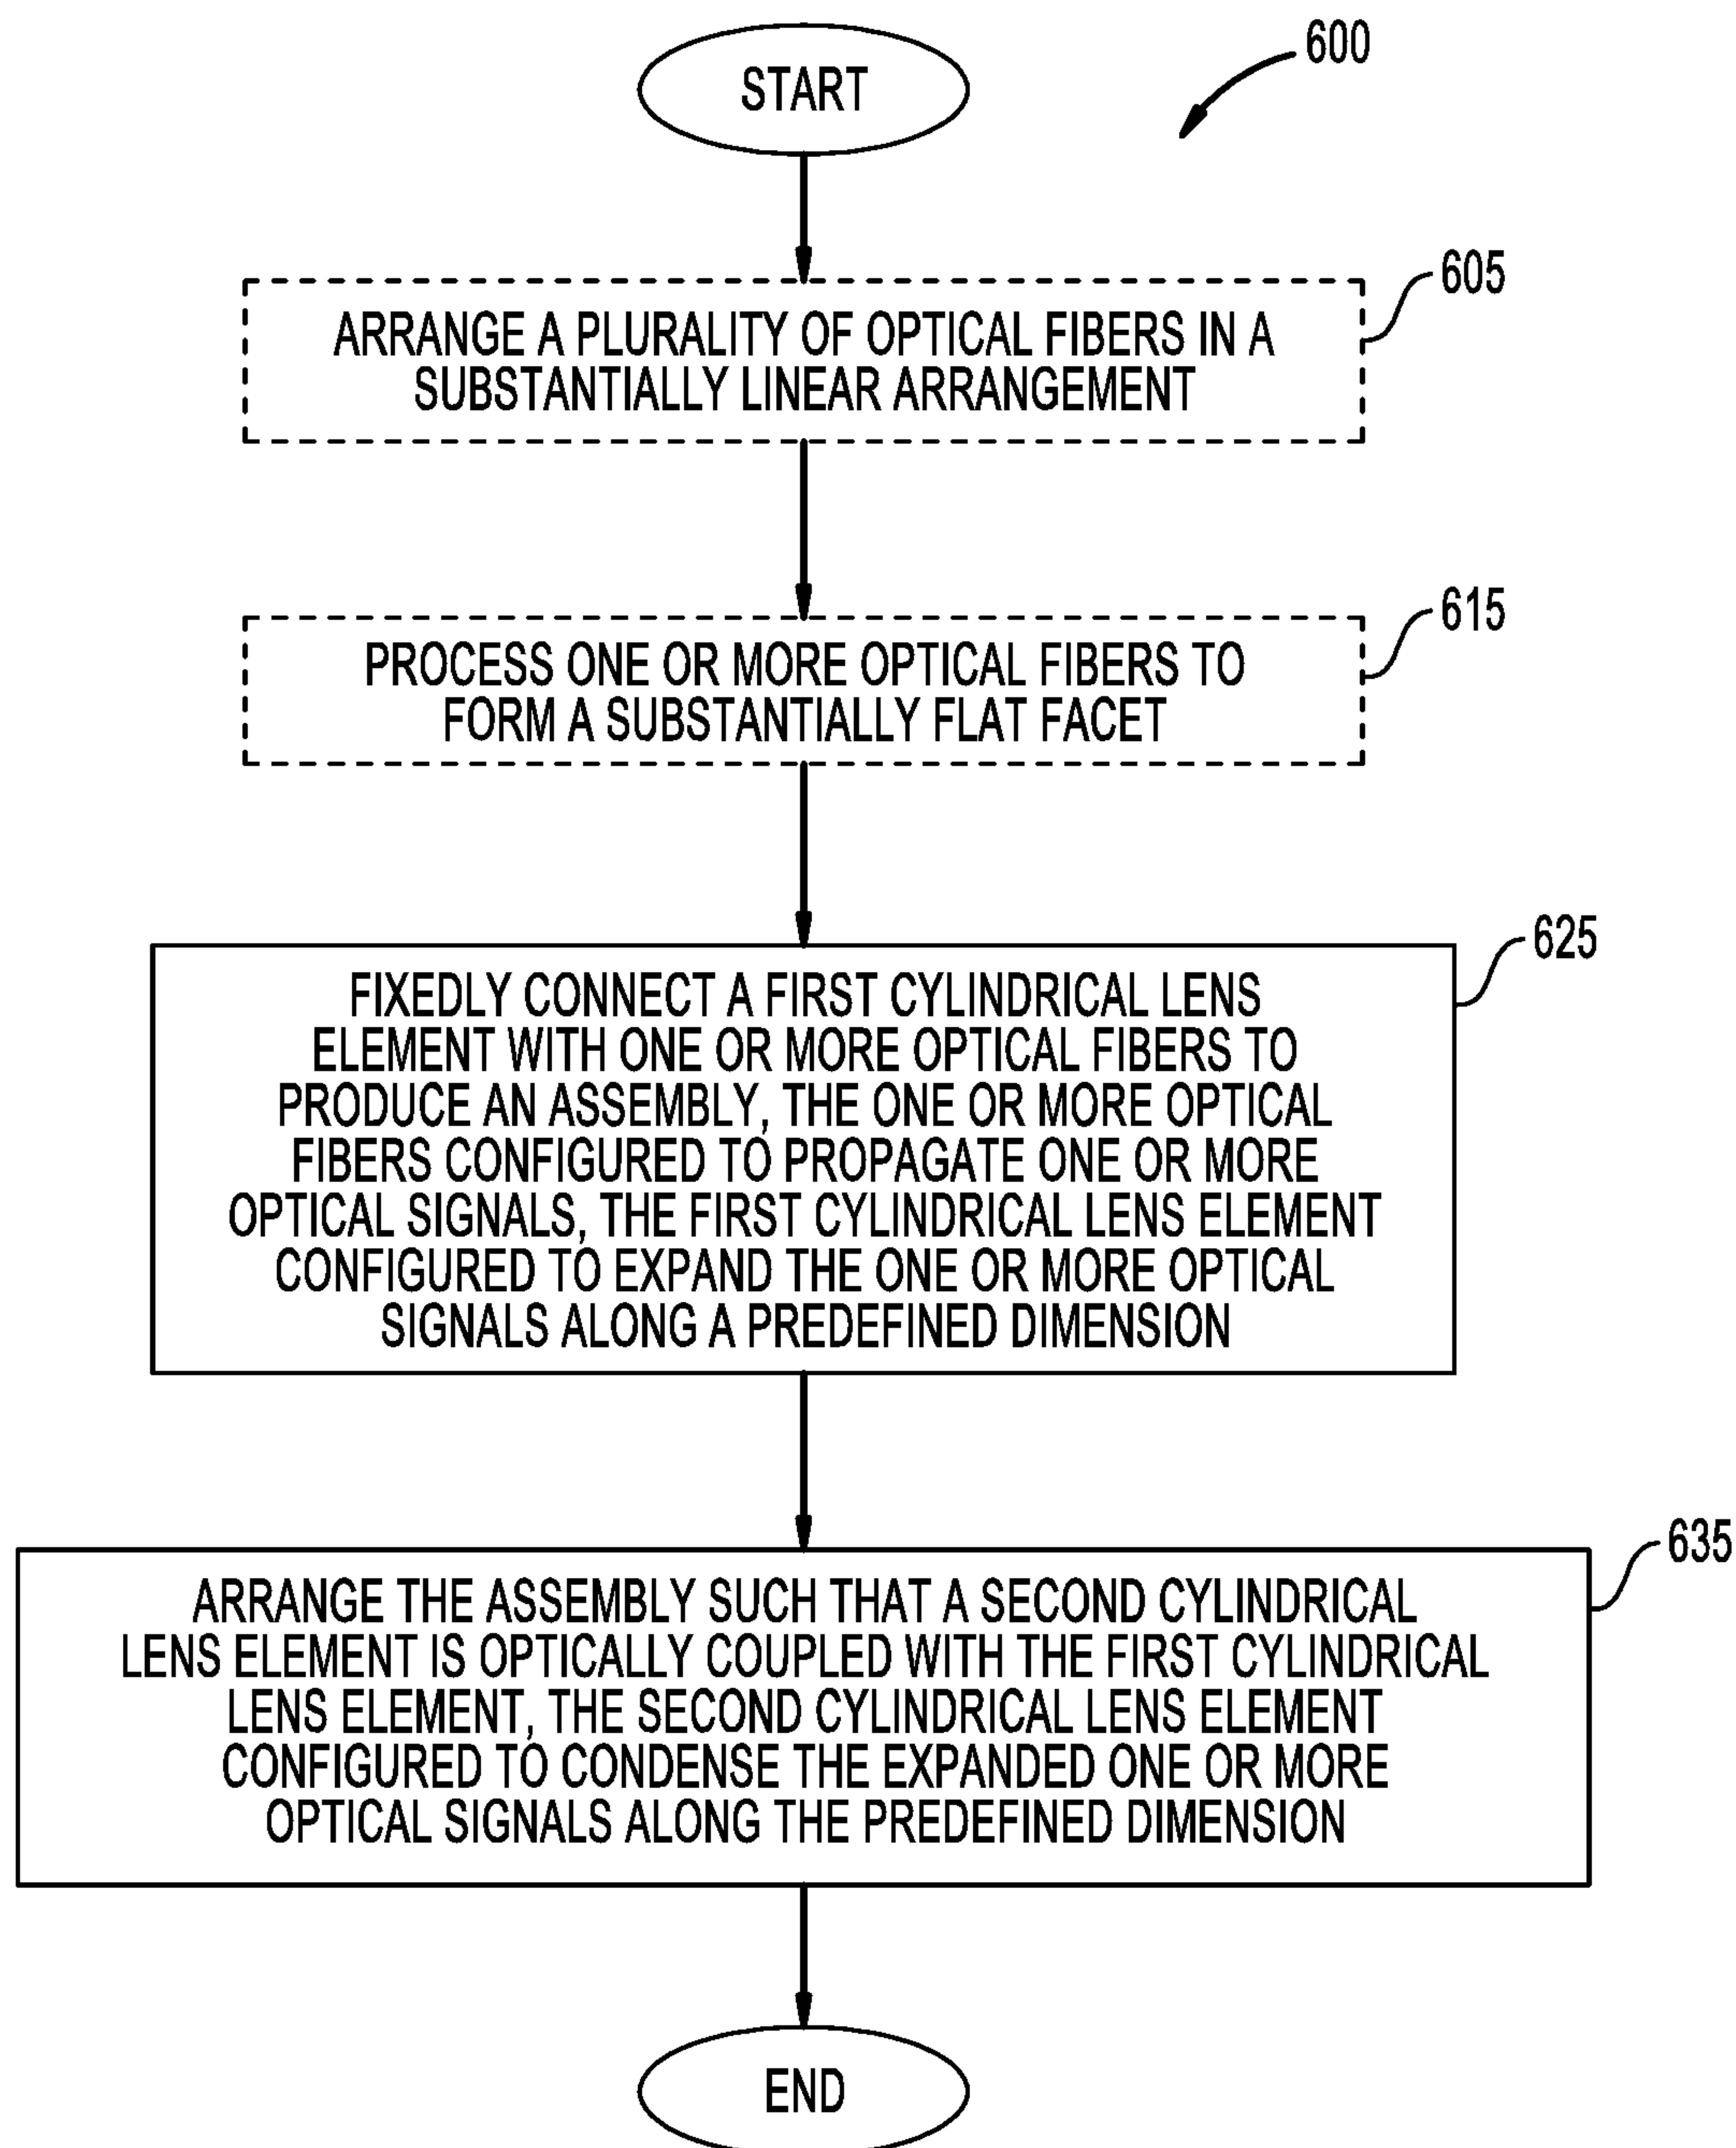 START
600
605
ARRANGE A PLURALITY OF OPTICAL FIBERS IN A
SUBSTANTIALLY LINEAR ARRANGEMENT
615
PROCESS ONE OR MORE OPTICAL FIBERS TO
FORM A SUBSTANTIALLY FLAT FACET
625
FIXEDLY CONNECT A FIRST CYLINDRICAL LENS
ELEMENT WITH ONE OR MORE OPTICAL FIBERS TO
PRODUCE AN ASSEMBLY, THE ONE OR MORE OPTICAL
FIBERS CONFIGURED TO PROPAGATE ONE OR MORE
OPTICAL SIGNALS, THE FIRST CYLINDRICAL LENS ELEMENT
CONFIGURED TO EXPAND THE ONE OR MORE OPTICAL
SIGNALS ALONG A PREDEFINED DIMENSION
635
ARRANGE THE ASSEMBLY SUCH THAT A SECOND CYLINDRICAL
LENS ELEMENT IS OPTICALLY COUPLED WITH THE FIRST CYLINDRICAL
LENS ELEMENT, THE SECOND CYLINDRICAL LENS ELEMENT
CONFIGURED TO CONDENSE THE EXPANDED ONE OR MORE
OPTICAL SIGNALS ALONG THE PREDEFINED DIMENSION
END